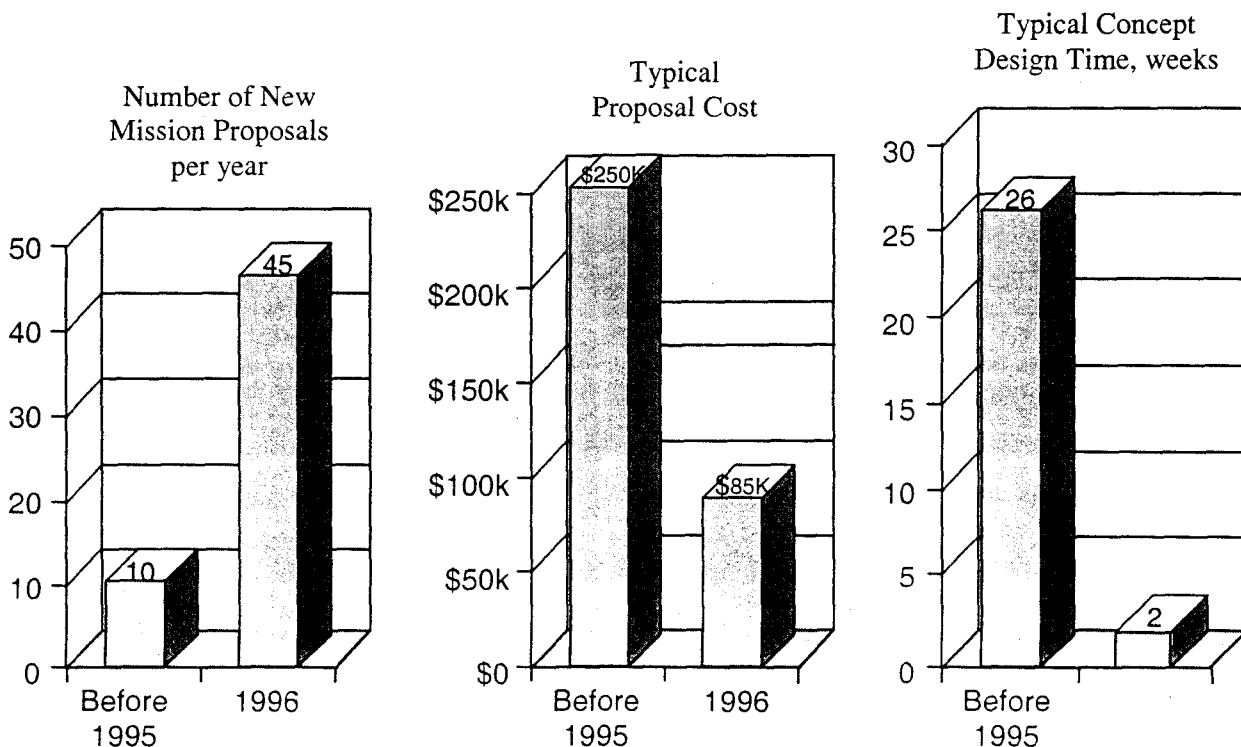 Number of New
Mission Proposals
per year
50
40
30
20
10
0
10
45
Before
1995
1996
Typical
Proposal Cost
$250k
$200k
$150k
$100k
$50k
$0
$250K
$85K
Before
1995
1996
Typical Concept
Design Time, weeks
30
25
20
15
10
5
0
26
2
Before
1995